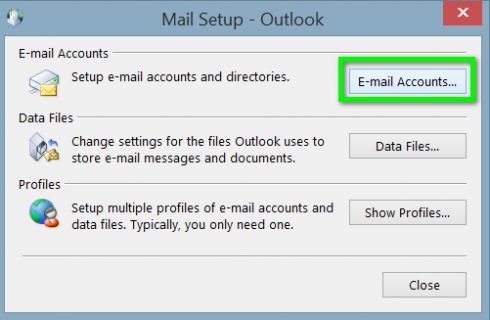 Mail Setup - Outlook
E-mail Accounts
Setup e-mail accounts and directories.
E-mail Accounts...
Data Files
Change settings for the files Outlook uses to
store e-mail messages and documents.
Data Files...
Profiles
Setup multiple profiles of e-mail accounts and
data files. Typically, you only need one.
Show Profiles...
Close